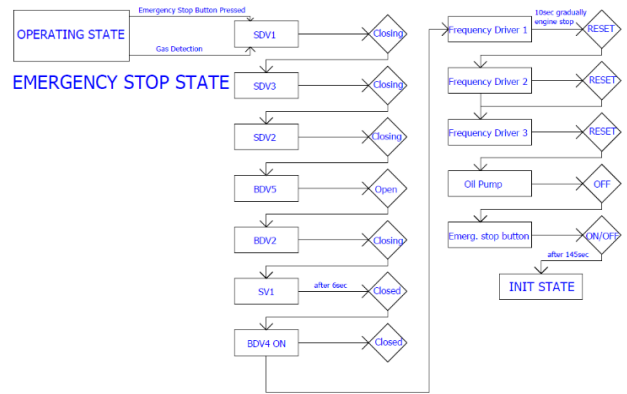 Emergency Stop Button Pressed
OPERATING STATE
Gas Detection
EMERGENCY STOP STATE
SDV1
Closing
SDV3
Closing
SDV2
Closing
BDV5
Open
BDV2
Closing
SV1
after 6sec
Closed
BDV4 ON
Closed
Frequency Driver 1
10sec gradually
engine stop
RESET
Frequency Driver 2
RESET
Frequency Driver 3
RESET
Oil Pump
OFF
Emerg. stop button
ON/OFF
after 145sec
INIT STATE